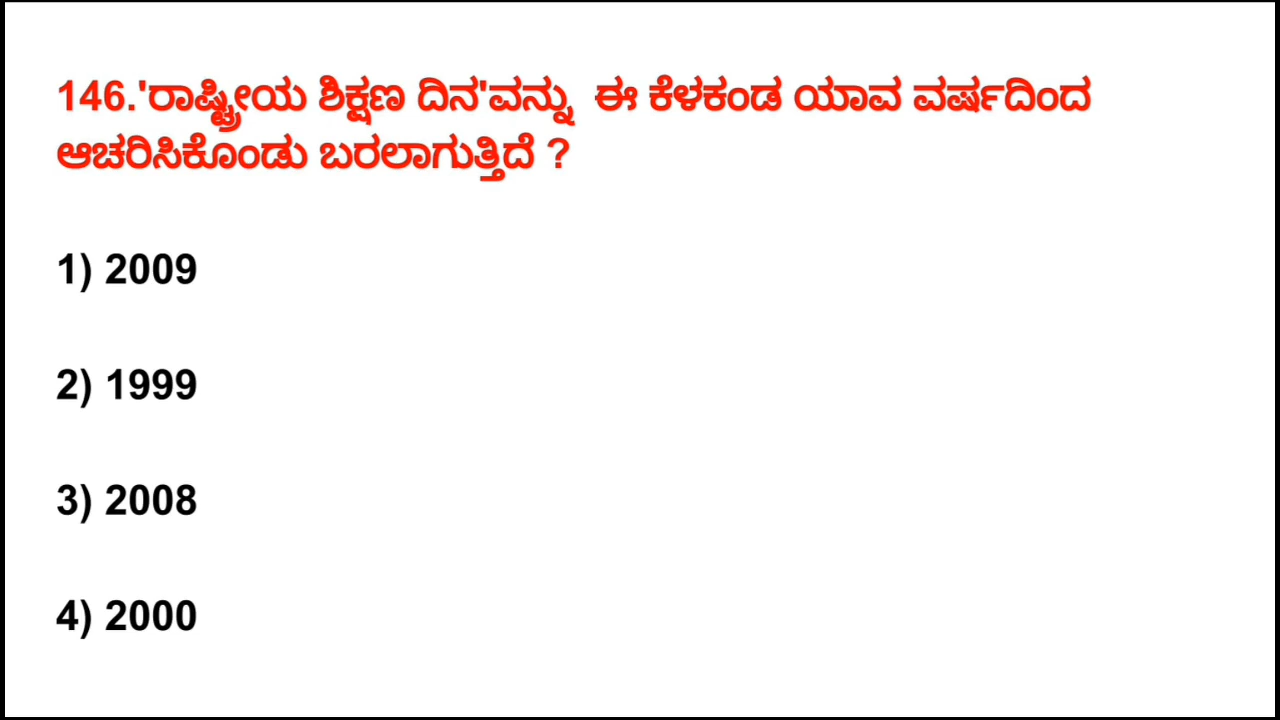 146.'ರಾಷ್ಟ್ರೀಯ ಶಿಕ್ಷಣ ದಿನ'ವನ್ನು ಈ ಕೆಳಕಂಡ ಯಾವ ವರ್ಷದಿಂದ
ಆಚರಿಸಿಕೊಂಡು ಬರಲಾಗುತ್ತಿದೆ ?
1) 2009
2) 1999
3) 2008
4) 2000